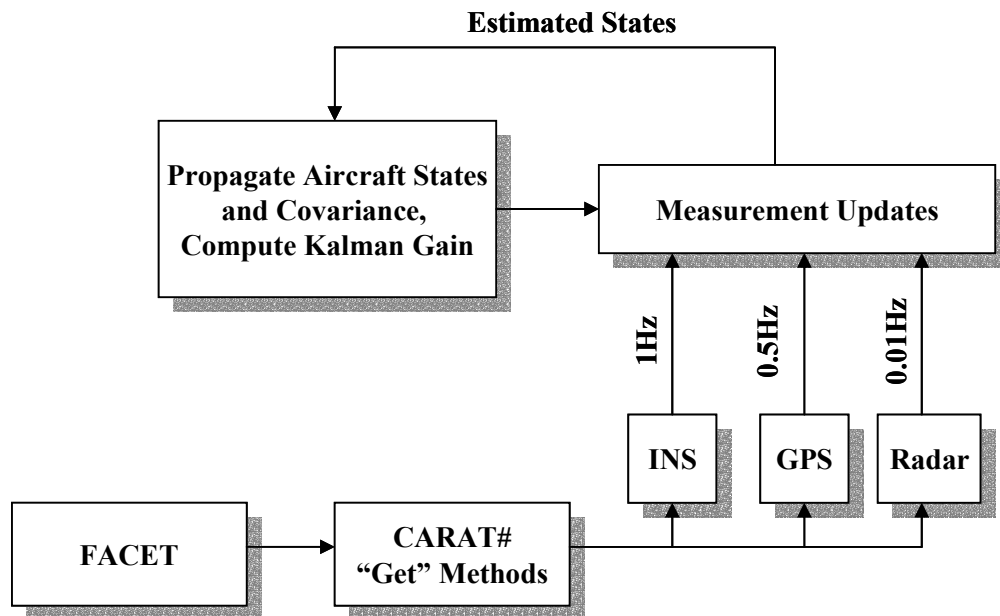 Estimated States
Propagate Aircraft States
and Covariance,
Compute Kalman Gain
Measurement Updates
1Hz
0.5Hz
0.01Hz
INS
GPS
Radar
FACET
CARAT#
“Get” Methods